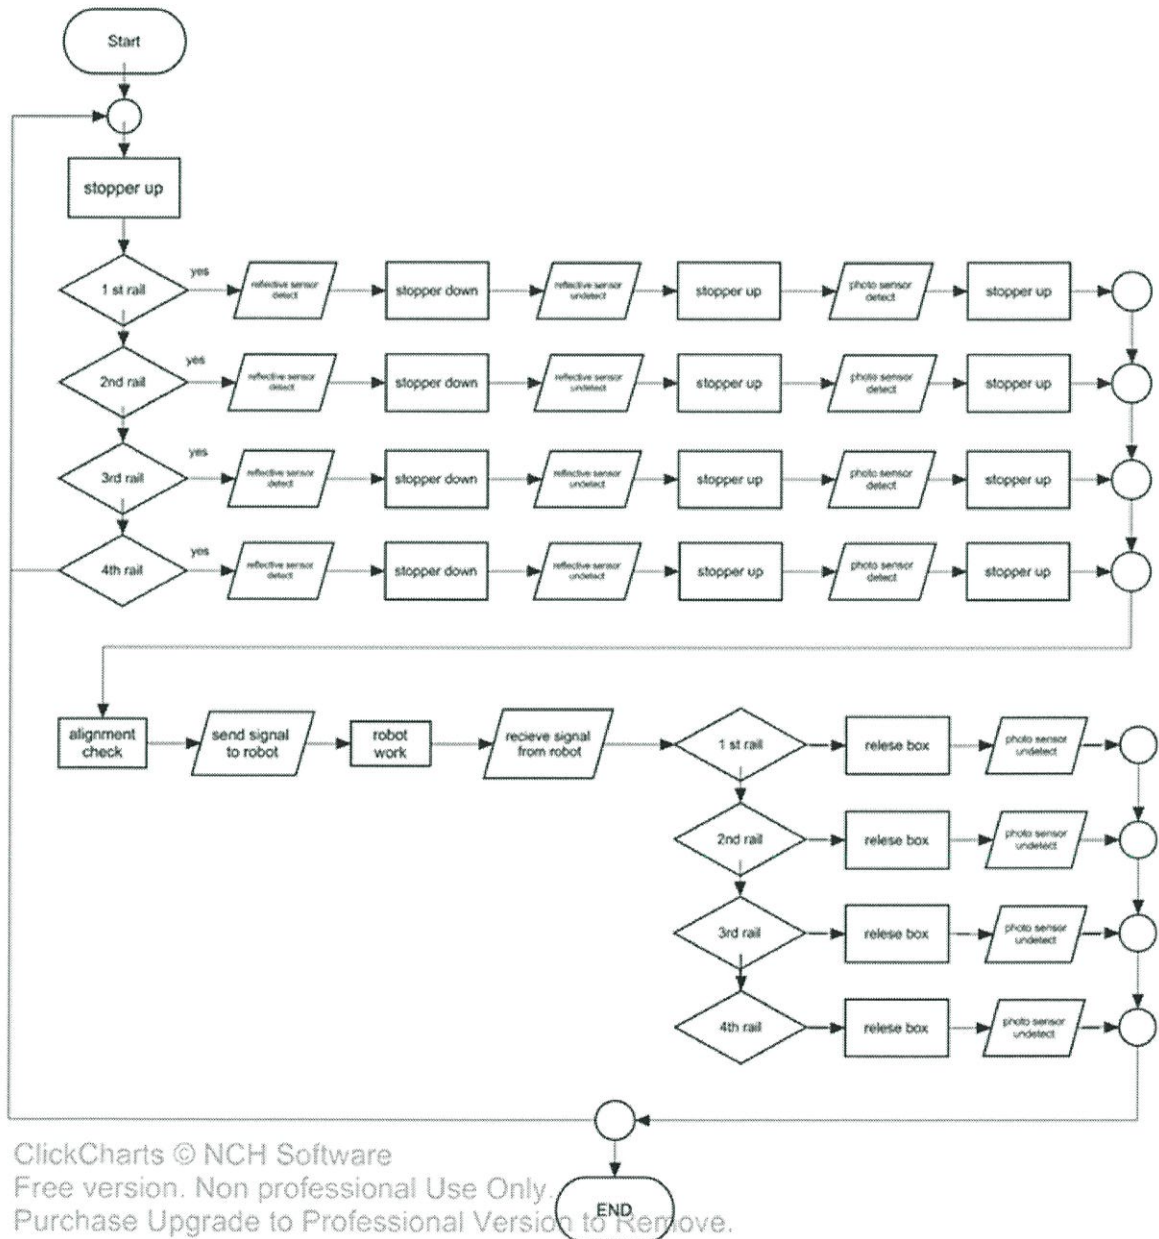 Start
stopper up
1 st rail
yes
reflective sensor
detect
stopper down
reflective sensor
undetect
stopper up
photo sensor
detect
stopper up
2nd rail
yes
reflective sensor
detect
stopper down
reflective sensor
undetect
stopper up
photo sensor
detect
stopper up
3rd rail
yes
reflective sensor
detect
stopper down
reflective sensor
undetect
stopper up
photo sensor
detect
stopper up
4th rail
yes
reflective sensor
detect
stopper down
reflective sensor
undetect
stopper up
photo sensor
detect
stopper up
alignment
check
send signal
to robot
robot
work
recieve signal
from robot
1 st rail
relese box
photo sensor
undetect
2nd rail
relese box
photo sensor
undetect
3rd rail
relese box
photo sensor
undetect
4th rail
relese box
photo sensor
undetect
END
ClickCharts © NCH Software
Free version. Non professional Use Only.
Purchase Upgrade to Professional Version to Remove.